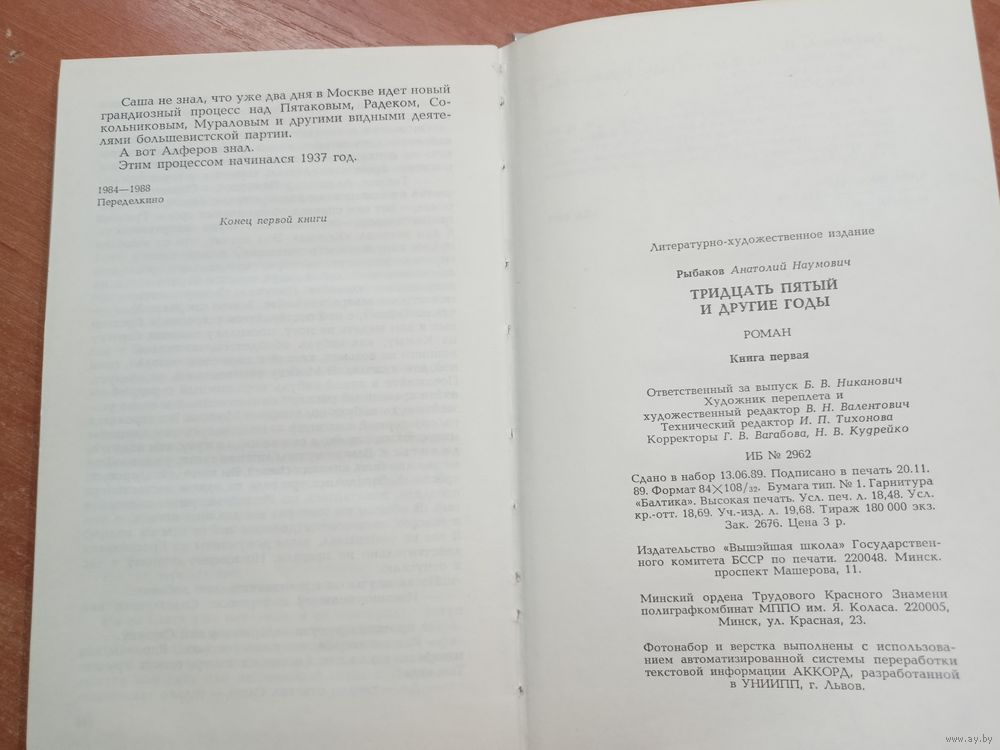 Саша не знал, что уже два дня в Москве идет новый
грандиозный процесс над Пятаковым, Радеком, Со-
кольниковым, Мураловым и другими видными деяте-
лями большевистской партии.
А вот Алферов знал.
Этим процессом начинался 1937 год.
1984—1988
Переделкино
Конец первой книги
Литературно-художественное издание
Рыбаков Анатолий Наумович
ТРИДЦАТЬ ПЯТЫЙ
И ДРУГИЕ ГОДЫ
РОМАН
Книга первая
Ответственный за выпуск Б. В. Никанович
Художник переплета и
художественный редактор В. Н. Валентович
Технический редактор И. П. Тихонова
Корректоры Г. В. Вагабова, Н. В. Кудрейко
ИБ № 2962
Сдано в набор 13.06.89. Подписано в печать 20.11.
89. Формат 84×108/32. Бумага тип. № 1. Гарнитура
«Балтика». Высокая печать. Усл. печ. л. 18,48. Усл.
кр.-отт. 18,69. Уч.-изд. л. 19,68. Тираж 180 000 экз.
Зак. 2676. Цена 3 р.
Издательство «Вышэйшая школа» Государствен-
ного комитета БССР по печати. 220048. Минск.
проспект Машерова, 11.
Минский ордена Трудового Красного Знамени
полиграфкомбинат МППО им. Я. Коласа. 220005,
Минск, ул. Красная, 23.
Фотонабор и верстка выполнены с использова-
нием автоматизированной системы переработки
текстовой информации АККОРД, разработанной
в УНИИПП, г. Львов.
www.ay.by